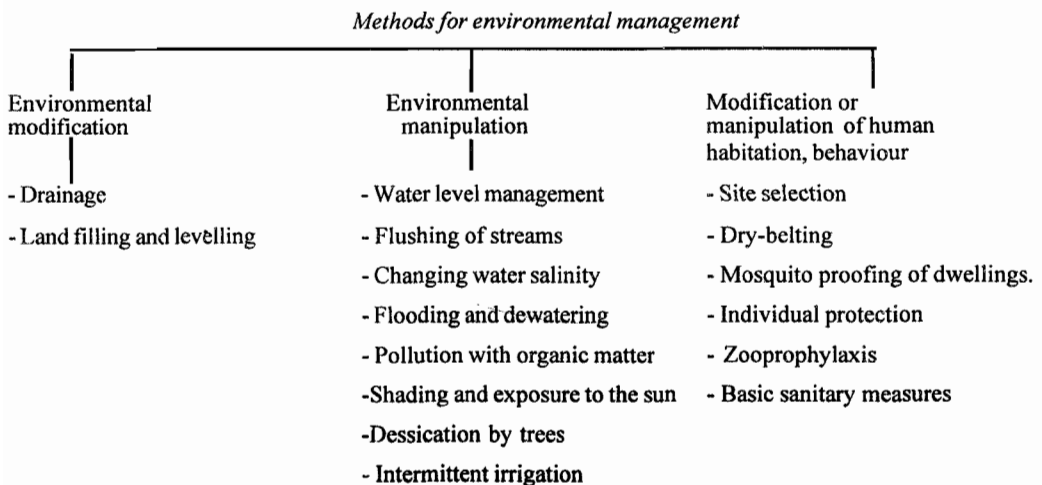 Methods for environmental management
Environmental
modification
- Drainage
- Land filling and levelling
Environmental
manipulation
- Water level management
- Flushing of streams
- Changing water salinity
- Flooding and dewatering
- Pollution with organic matter
-Shading and exposure to the sun
-Dessication by trees
- Intermittent irrigation
Modification or
manipulation of human
habitation, behaviour
- Site selection
- Dry-belting
- Mosquito proofing of dwellings.
- Individual protection
- Zooprophylaxis
- Basic sanitary measures